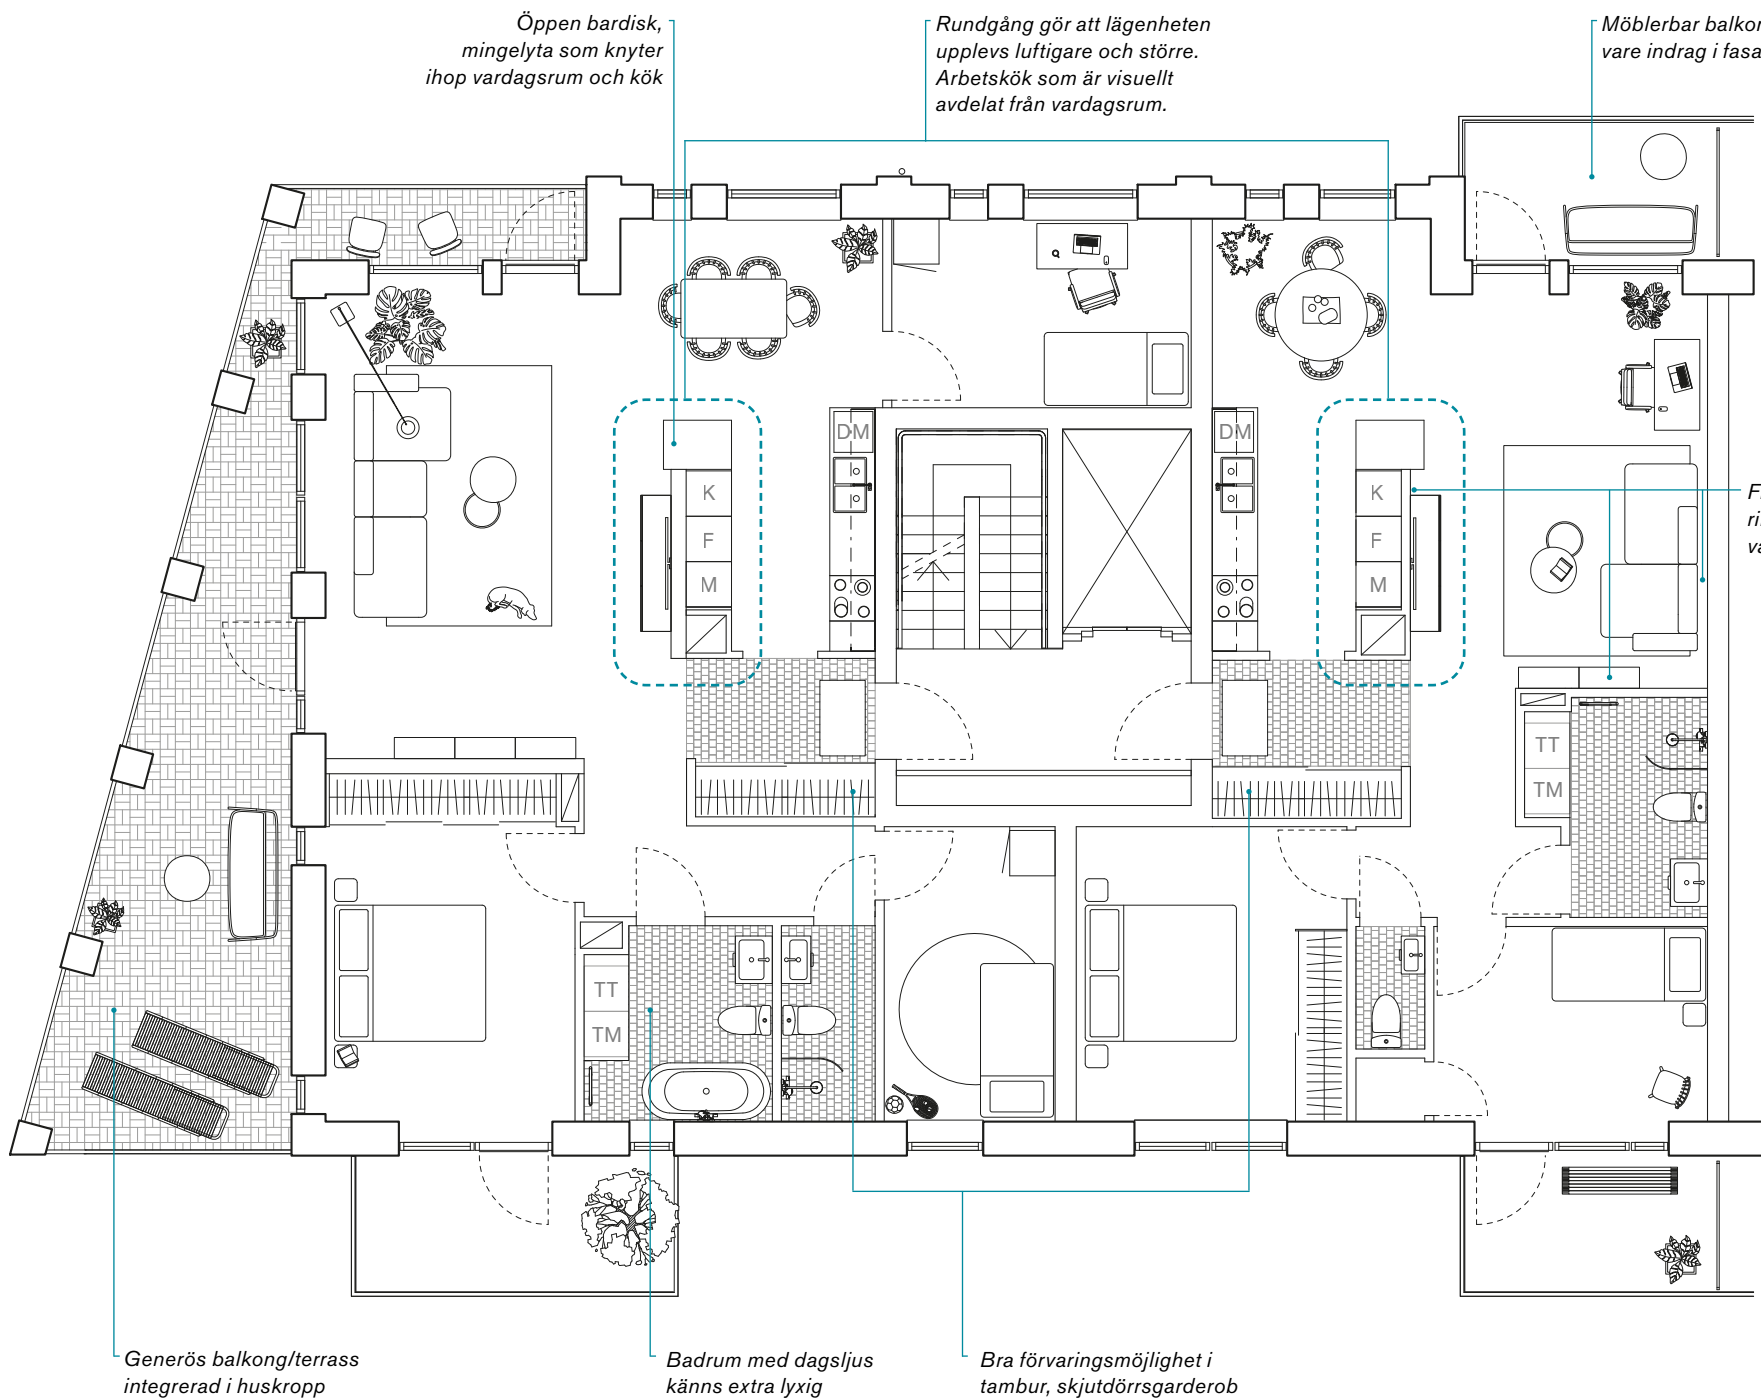 Öppen bardisk,
mingelyta som knyter
ihop vardagsrum och kök
Rundgång gör att lägenheten
upplevs luftigare och större.
Arbetskök som är visuellt
avdelat från vardagsrum.
Möblerbar
vare indrag i
DM
DM
K
F
M
K
F
M
TT
TM
TT
TM
Generös balkong/terrass
integrerad i huskropp
Badrum med dagsljus
känns extra lyxig
Bra förvaringsmöjlighet i
tambur, skjutdörrsgarderob